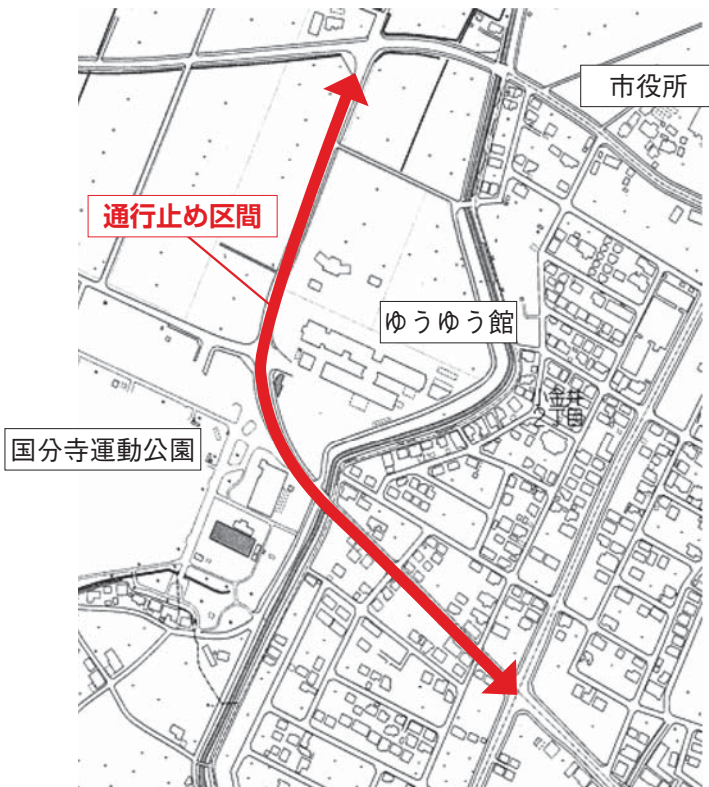 市役所
通行止め区間
ゆうゆう館
小金井
2丁目
国分寺運動公園